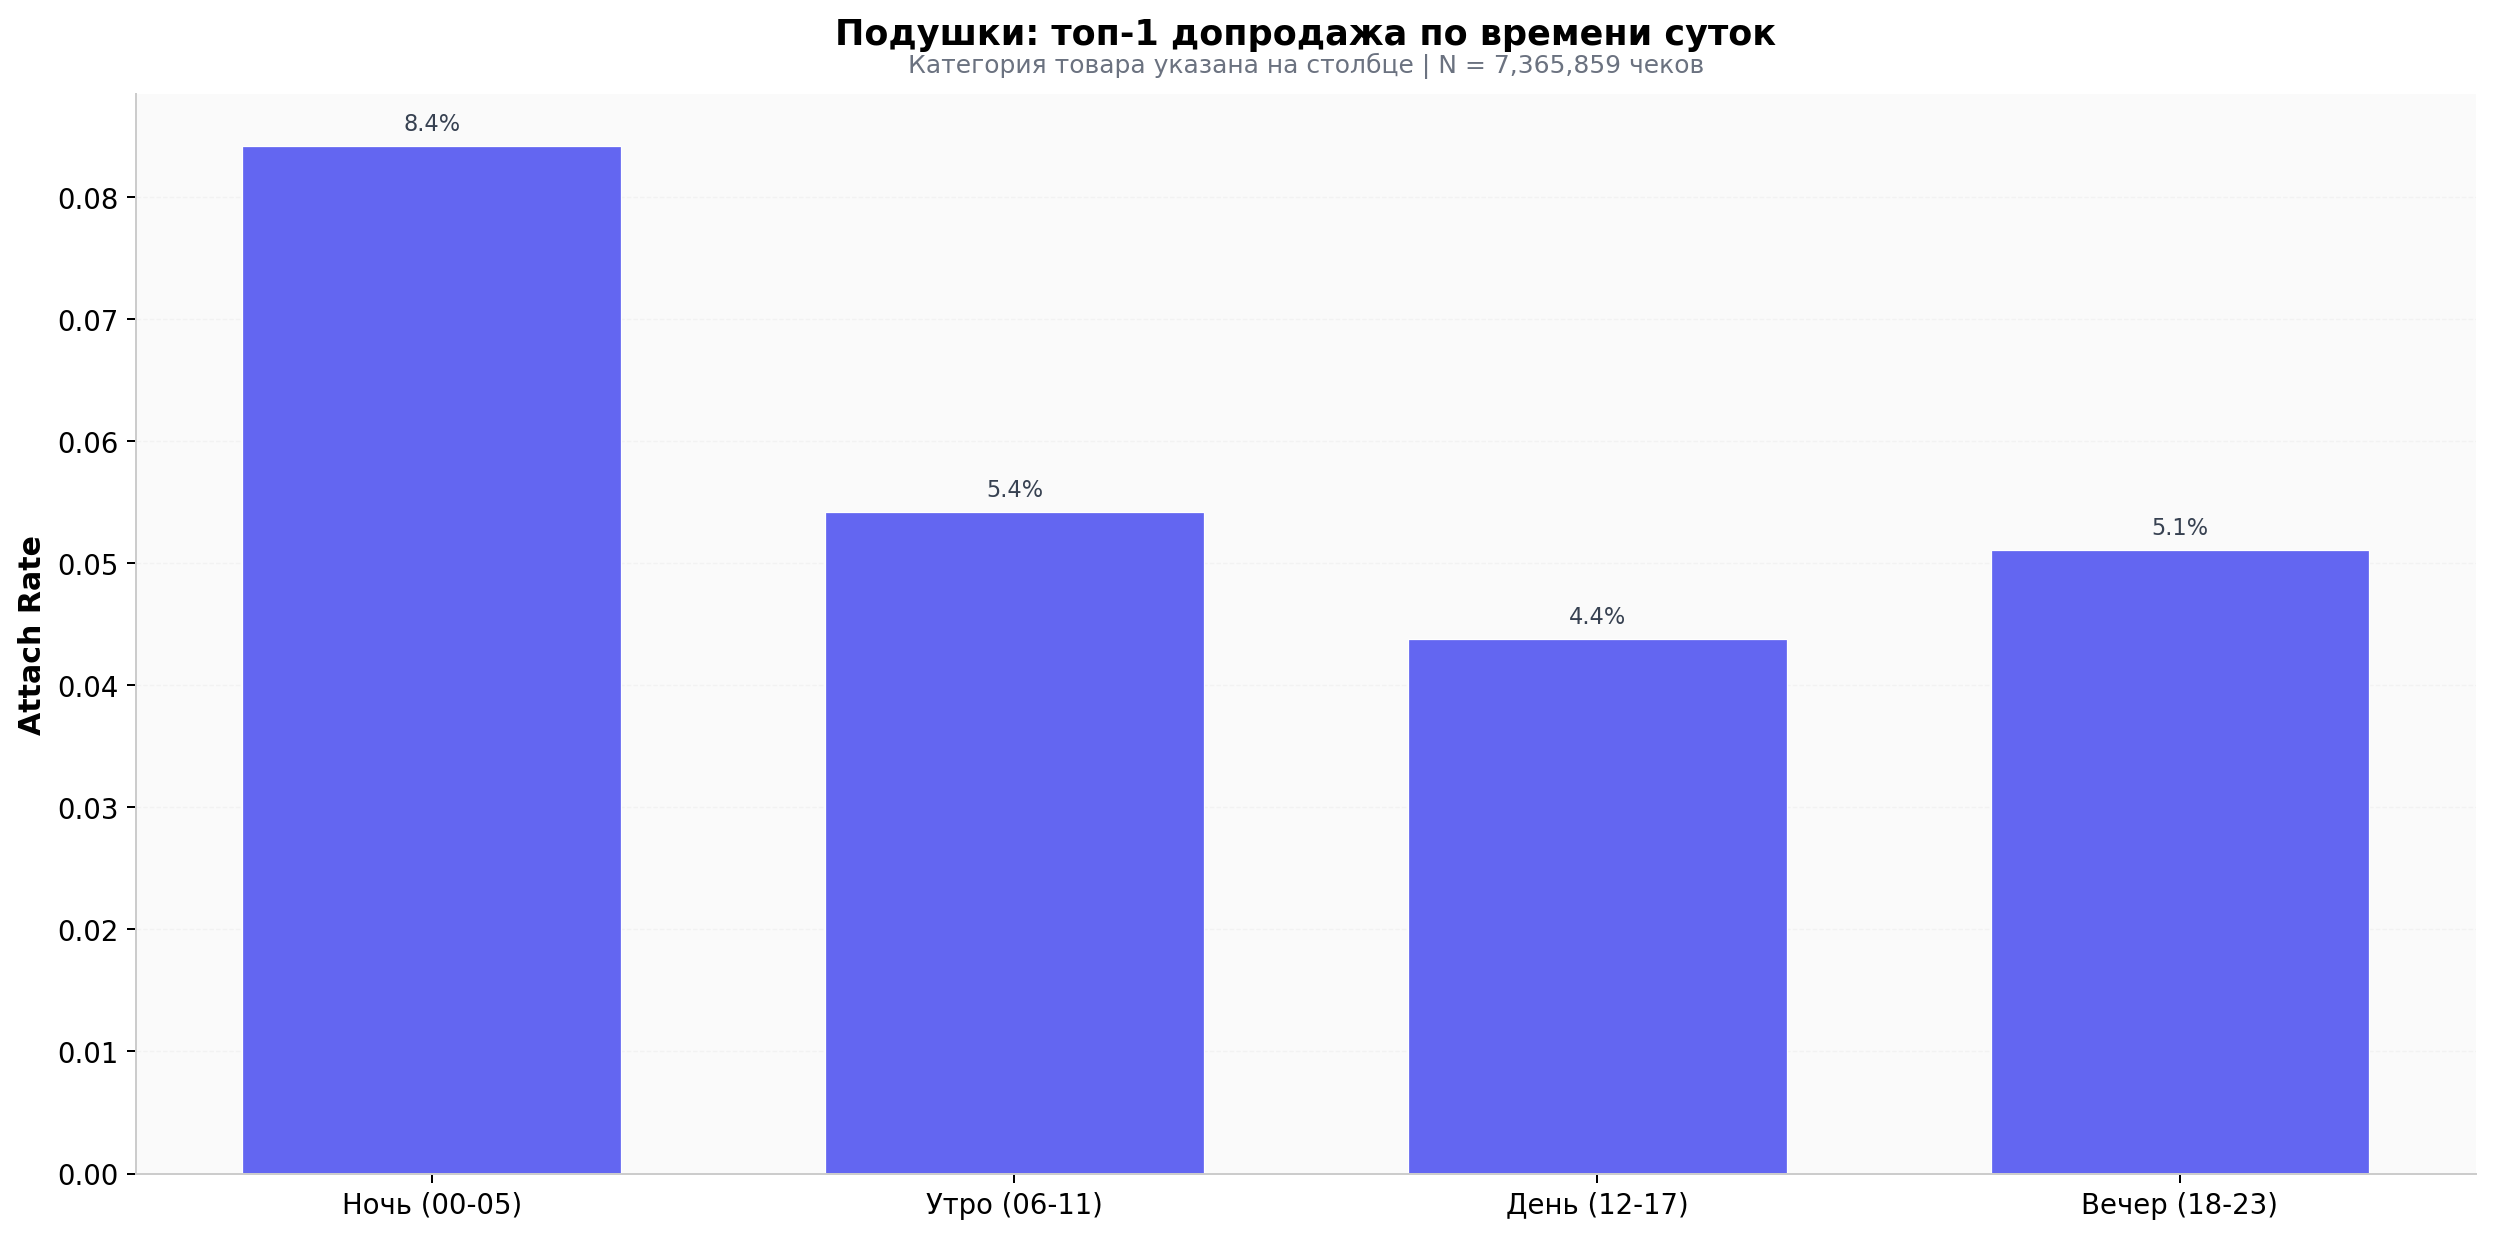 Подушки: топ-1 допродажа по времени суток
Категория товара указана на столбце | N = 7,365,859 чеков
Attach Rate
0.08
0.07
0.06
0.05
0.04
0.03
0.02
0.01
0.00
8.4%
5.4%
4.4%
5.1%
Ночь (00-05)
Утро (06-11)
День (12-17)
Вечер (18-23)